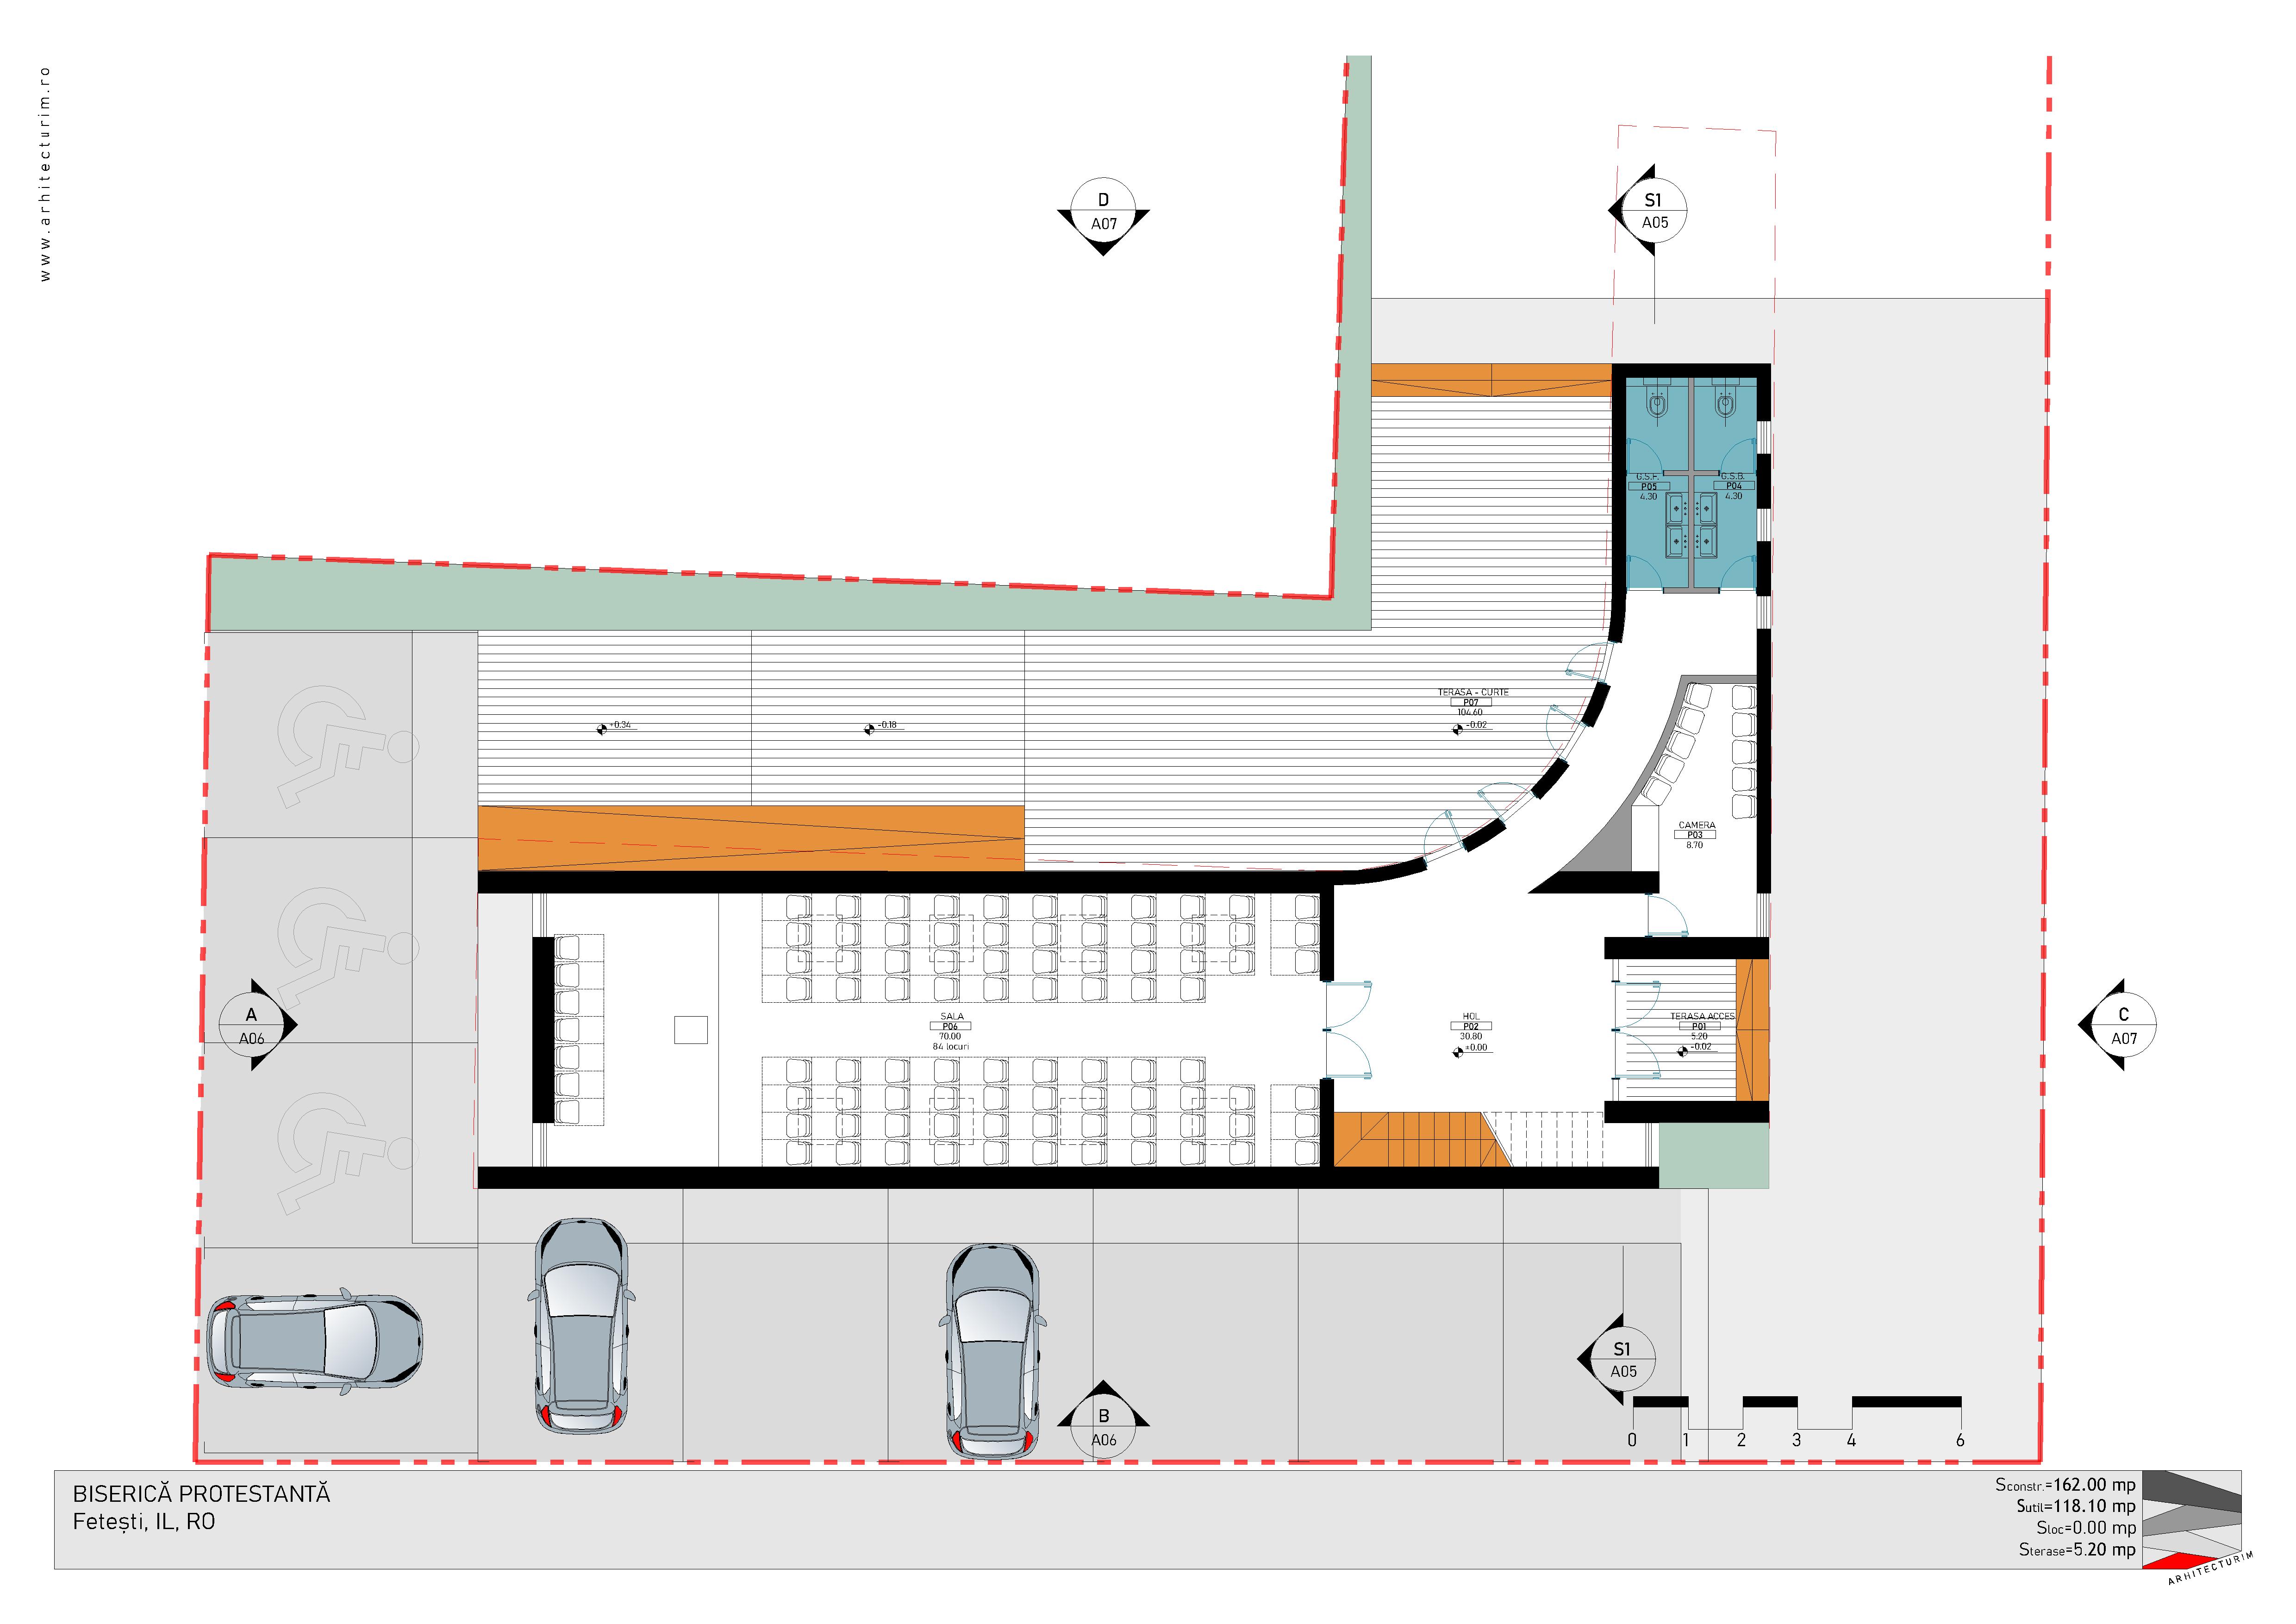 www.arhitecturim.ro
D
A07
S1
A05
G.S.F.
P05
4.30
G.S.B.
P04
4.30
TERASA - CURTE
P07
104.60
-0.02
+0.34
-0.18
CAMERA
P03
8.70
A
A06
SALA
P06
70.00
84 locuri
HOL
P02
30.80
±0.00
TERASA ACCES
P01
5.20
-0.02
C
A07
S1
A05
B
A06
0 1 2 3 4 6
BISERICĂ PROTESTANTĂ
Fetești, IL, RO
Sconstr.=162.00 mp
Sutil=118.10 mp
Sloc=0.00 mp
Sterase=5.20 mp
ARHITECTURIM